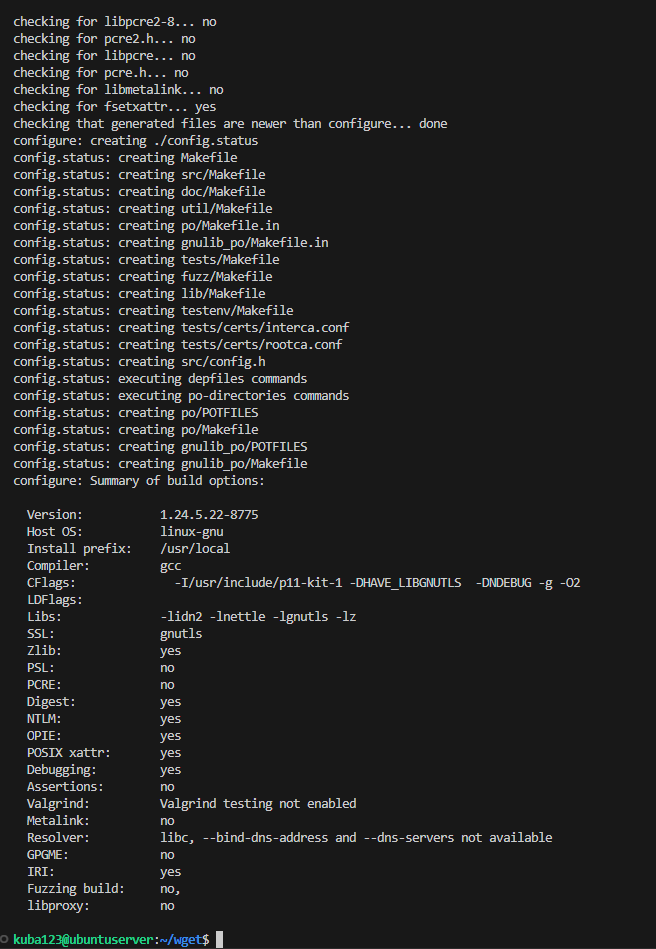 checking for libpcre2-8... no
checking for pcre2.h... no
checking for libpcre... no
checking for pcre.h... no
checking for libmetalink... no
checking for fsetxattr... yes
checking that generated files are newer than configure... done
configure: creating ./config.status
config.status: creating Makefile
config.status: creating src/Makefile
config.status: creating doc/Makefile
config.status: creating util/Makefile
config.status: creating po/Makefile.in
config.status: creating gnulib_po/Makefile.in
config.status: creating tests/Makefile
config.status: creating fuzz/Makefile
config.status: creating lib/Makefile
config.status: creating testenv/Makefile
config.status: creating tests/certs/interca.conf
config.status: creating tests/certs/rootca.conf
config.status: creating src/config.h
config.status: executing depfiles commands
config.status: executing po-directories commands
config.status: creating po/POTFILES
config.status: creating po/Makefile
config.status: creating gnulib_po/POTFILES
config.status: creating gnulib_po/Makefile
configure: Summary of build options:
Version: 1.24.5.22-8775
Host OS: linux-gnu
Install prefix: /usr/local
Compiler: gcc
CFlags: -I/usr/include/p11-kit-1 -DHAVE_LIBGNUTLS -DNDEBUG -g -O2
LDFlags:
Libs: -lidn2 -lnettle -lgnutls -lz
SSL: gnutls
Zlib: yes
PSL: no
PCRE: no
Digest: yes
NTLM: yes
OPIE: yes
POSIX xattr: yes
Debugging: yes
Assertions: no
Valgrind: Valgrind testing not enabled
Metalink: no
Resolver: libc, --bind-dns-address and --dns-servers not available
GPGME: no
IRI: yes
Fuzzing build: no,
libproxy: no
kuba123@ubuntuserver:~/wget$